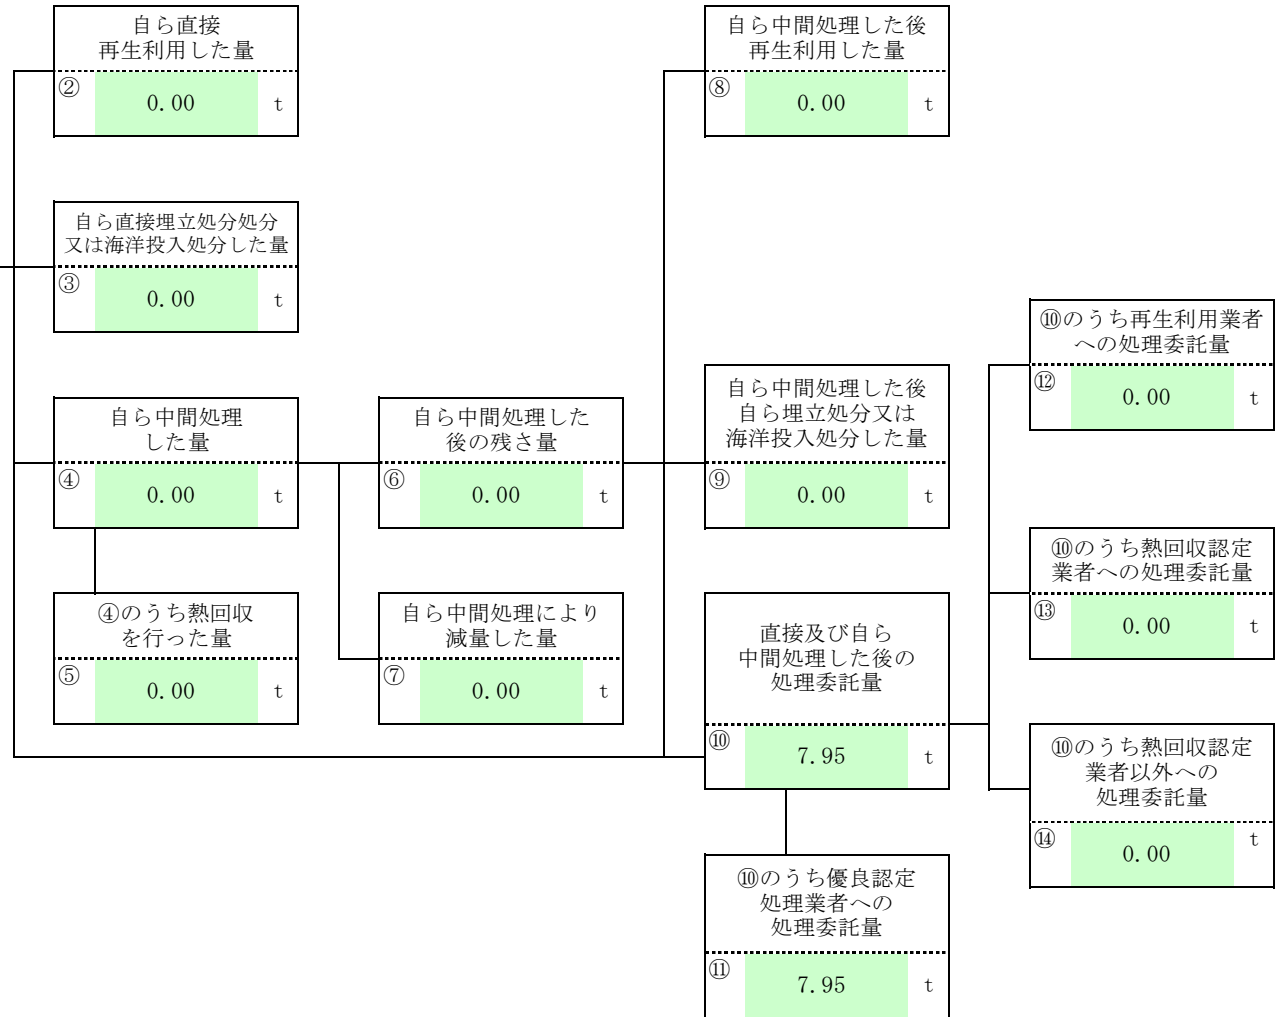 自ら直接
再生利用した量
②
0.00 t
自ら中間処理した後
再生利用した量
⑧
0.00 t
自ら直接埋立処分処分
又は海洋投入処分した量
③
0.00 t
⑩のうち再生利用業者
への処理委託量
⑫
0.00 t
自ら中間処理
した量
④
0.00 t
自ら中間処理した
後の残さ量
⑥
0.00 t
自ら中間処理した後
自ら埋立処分又は
海洋投入処分した量
⑨
0.00 t
⑩のうち熱回収認定
業者への処理委託量
⑬
0.00 t
④のうち熱回収
を行った量
⑤
0.00 t
自ら中間処理により
減量した量
⑦
0.00 t
直接及び自ら
中間処理した後の
処理委託量
⑩
7.95 t
⑩のうち熱回収認定
業者以外への
処理委託量
⑭
0.00 t
⑩のうち優良認定
処理業者への
処理委託量
⑪
7.95 t